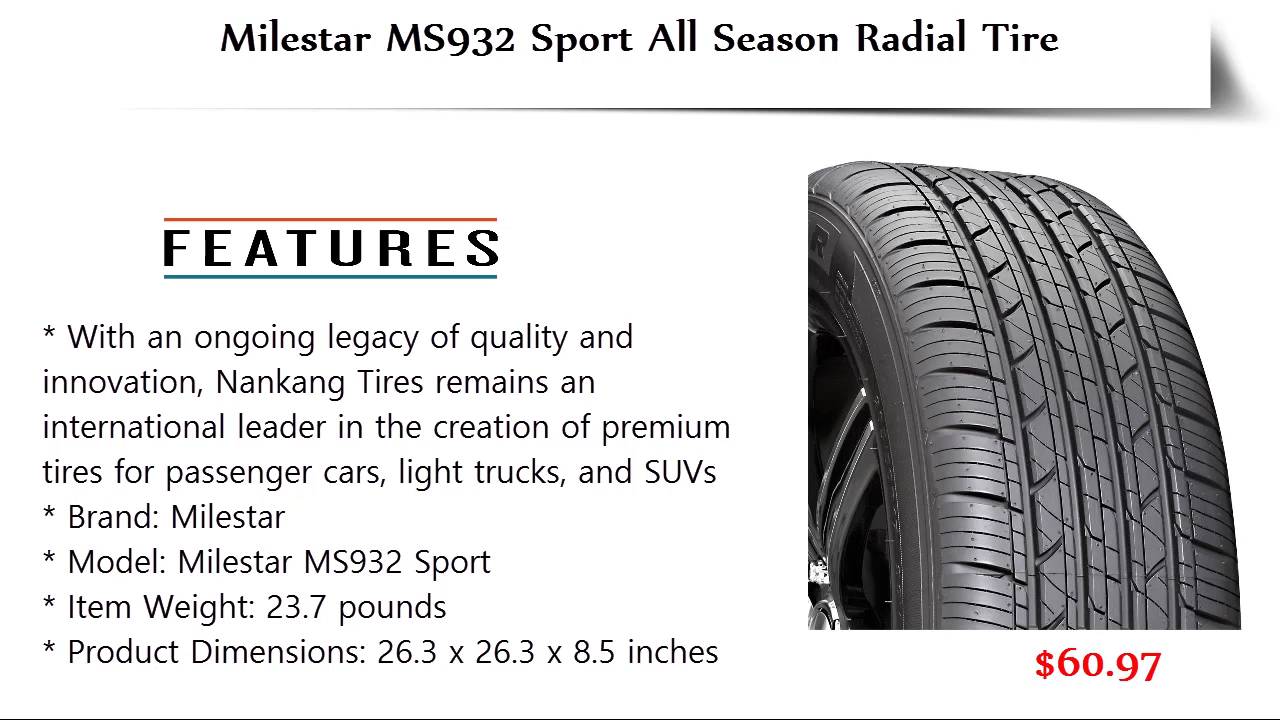 Milestar MS932 Sport All Season Radial Tire
FEATURES
* With an ongoing legacy of quality and
innovation, Nankang Tires remains an
international leader in the creation of premium
tires for passenger cars, light trucks, and SUVs
* Brand: Milestar
* Model: Milestar MS932 Sport
* Item Weight: 23.7 pounds
* Product Dimensions: 26.3 x 26.3 x 8.5 inches
$60.97